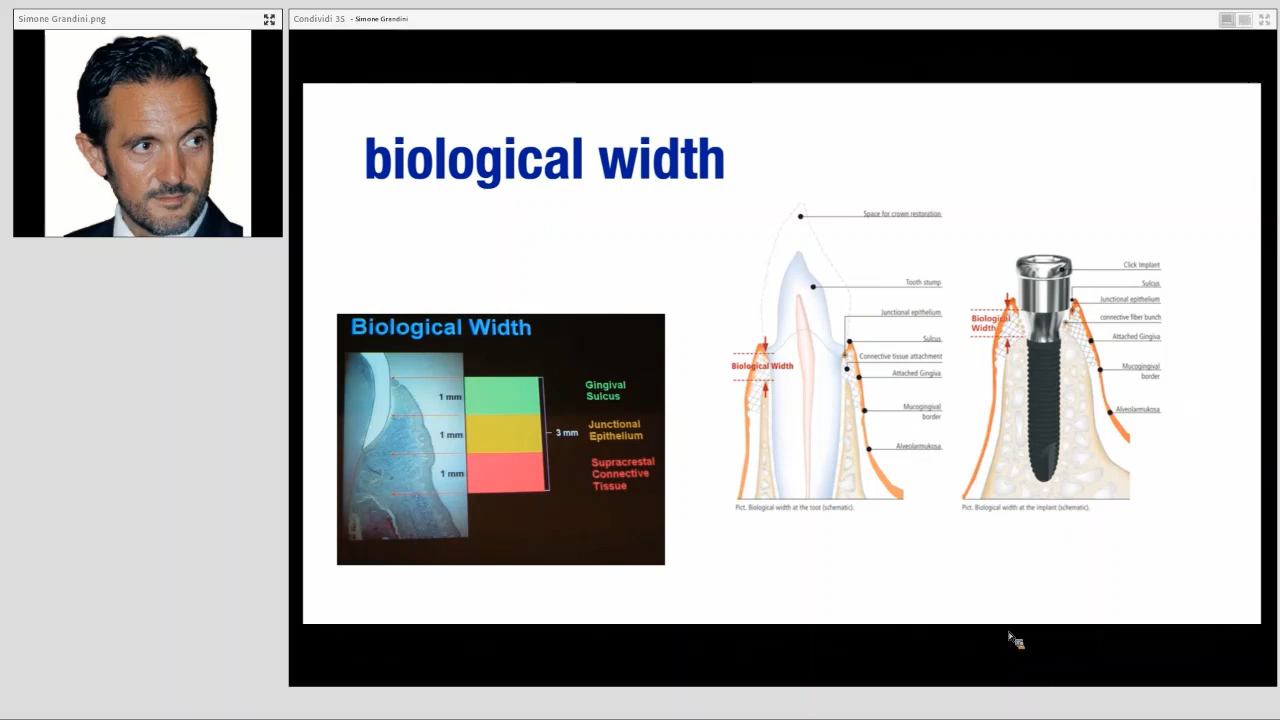 Simone Grandini.png
Condividi 35 - Simone Grandini
biological width
Biological Width
1 mm
1 mm
1 mm
3 mm
Gingival
Sulcus
Junctional
Epithelium
Supracrestal
Connective
Tissue
Space for crown restoration
Tooth stump
Junctional epithelium
Sulcus
Connective tissue attachment
Attached Gingiva
Mucogingival
border
Alveolarmukosa
Biological Width
Pict. Biological width at the toot (schematic).
Click Implant
Sulcus
Junctional epithelium
connective fiber bunch
Attached Gingiva
Mucogingival
border
Alveolarmukosa
Biological
Width
Pict. Biological width at the implant (schematic).